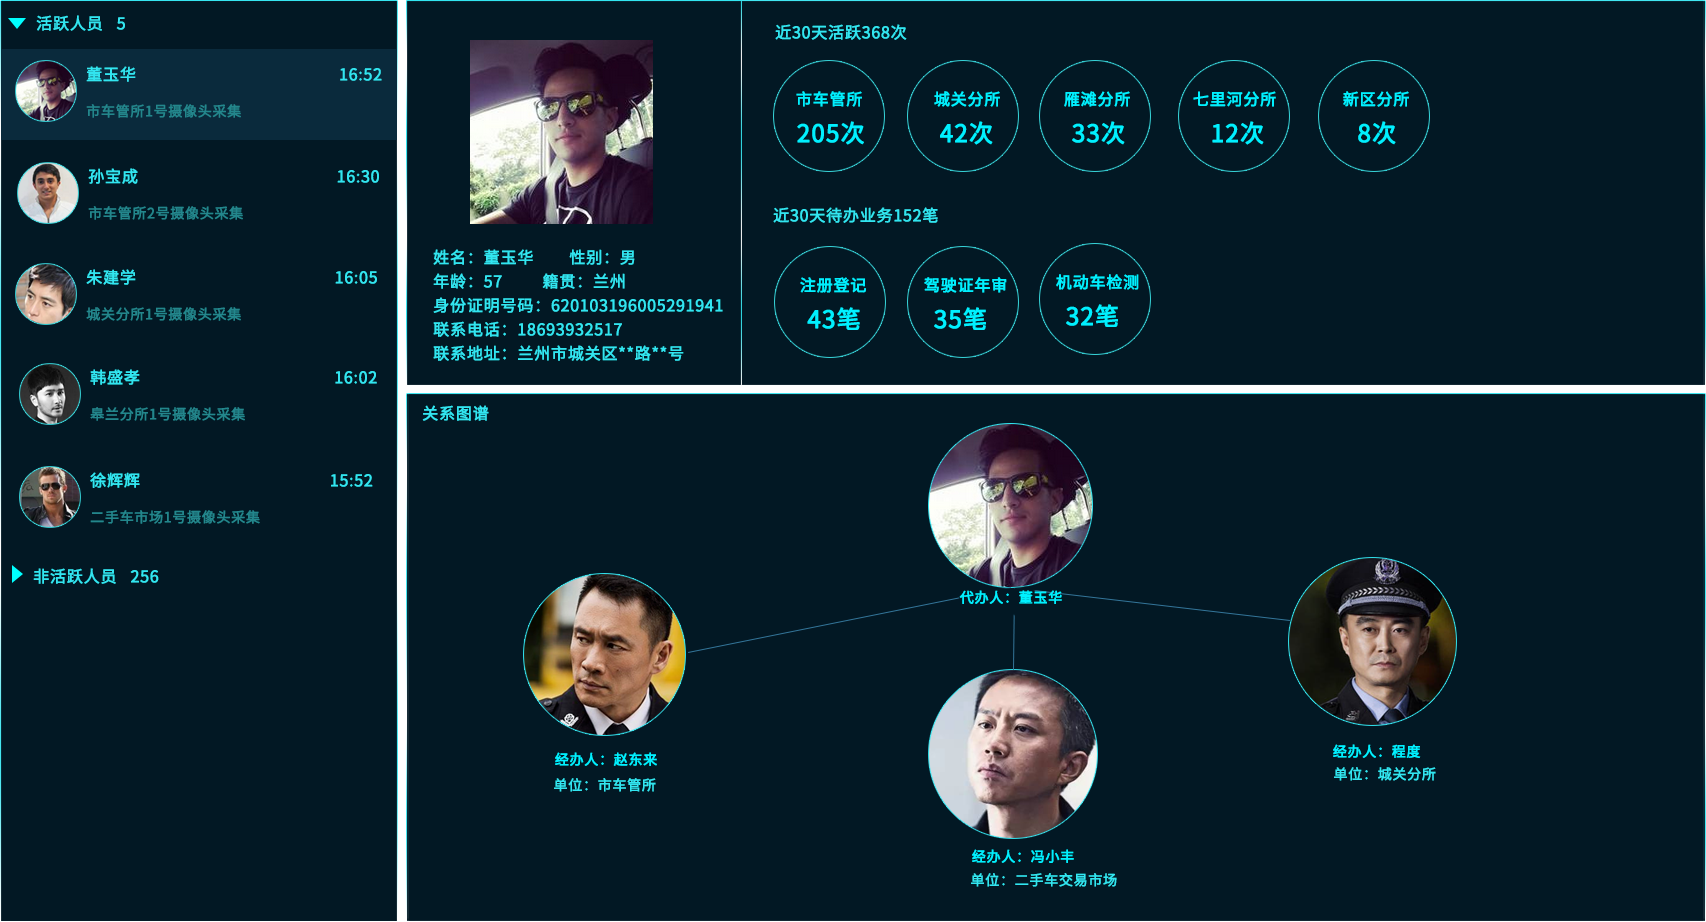 活跃人员 5
董玉华 16:52
市车管所1号摄像头采集
孙宝成 16:30
市车管所2号摄像头采集
朱建学 16:05
城关分所1号摄像头采集
韩盛孝 16:02
皋兰分所1号摄像头采集
徐辉辉 15:52
二手车市场1号摄像头采集
非活跃人员 256
姓名：董玉华 性别：男
年龄：57 籍贯：兰州
身份证明号码：620103196005291941
联系电话：18693932517
联系地址：兰州市城关区**路**号
近30天活跃368次
市车管所
205次
城关分所
42次
雁滩分所
33次
七里河分所
12次
新区分所
8次
近30天待办业务152笔
注册登记
43笔
驾驶证年审
35笔
机动车检测
32笔
关系图谱
代办人：董玉华
经办人：赵东来
单位：市车管所
经办人：冯小丰
单位：二手车交易市场
经办人：程度
单位：城关分所